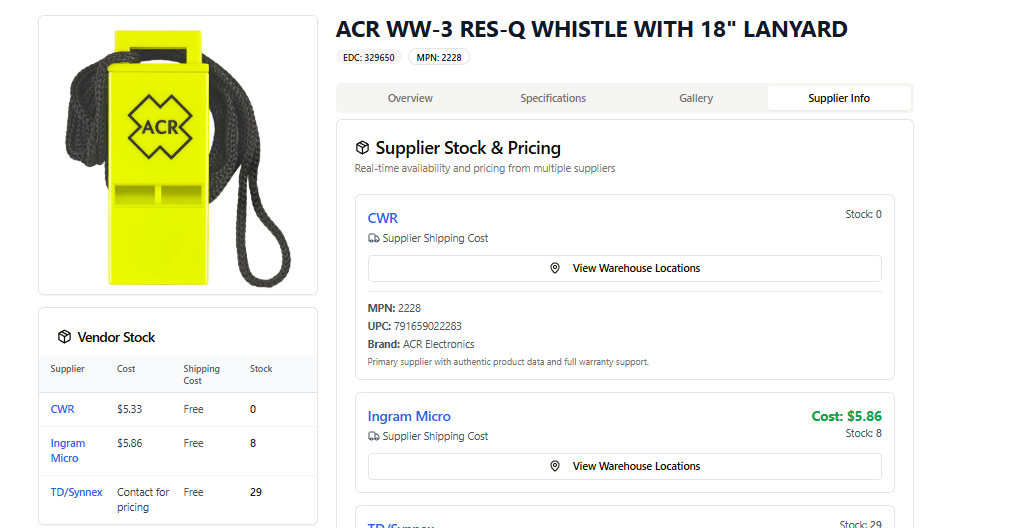 ACR
ACR WW-3 RES-Q WHISTLE WITH 18" LANYARD
EDC: 329650
MPN: 2228
Overview
Specifications
Gallery
Supplier Info
Supplier Stock & Pricing
Real-time availability and pricing from multiple suppliers
CWR
Stock: 0
Supplier Shipping Cost
View Warehouse Locations
MPN: 2228
UPC: 791659022283
Brand: ACR Electronics
Primary supplier with authentic product data and full warranty support.
Ingram Micro
Cost: $5.86
Supplier Shipping Cost
Stock: 8
View Warehouse Locations
TD/Synnex
Stock: 29
Vendor Stock
Supplier Cost Shipping Cost Stock
CWR $5.33 Free 0
Ingram Micro $5.86 Free 8
TD/Synnex Contact for pricing Free 29